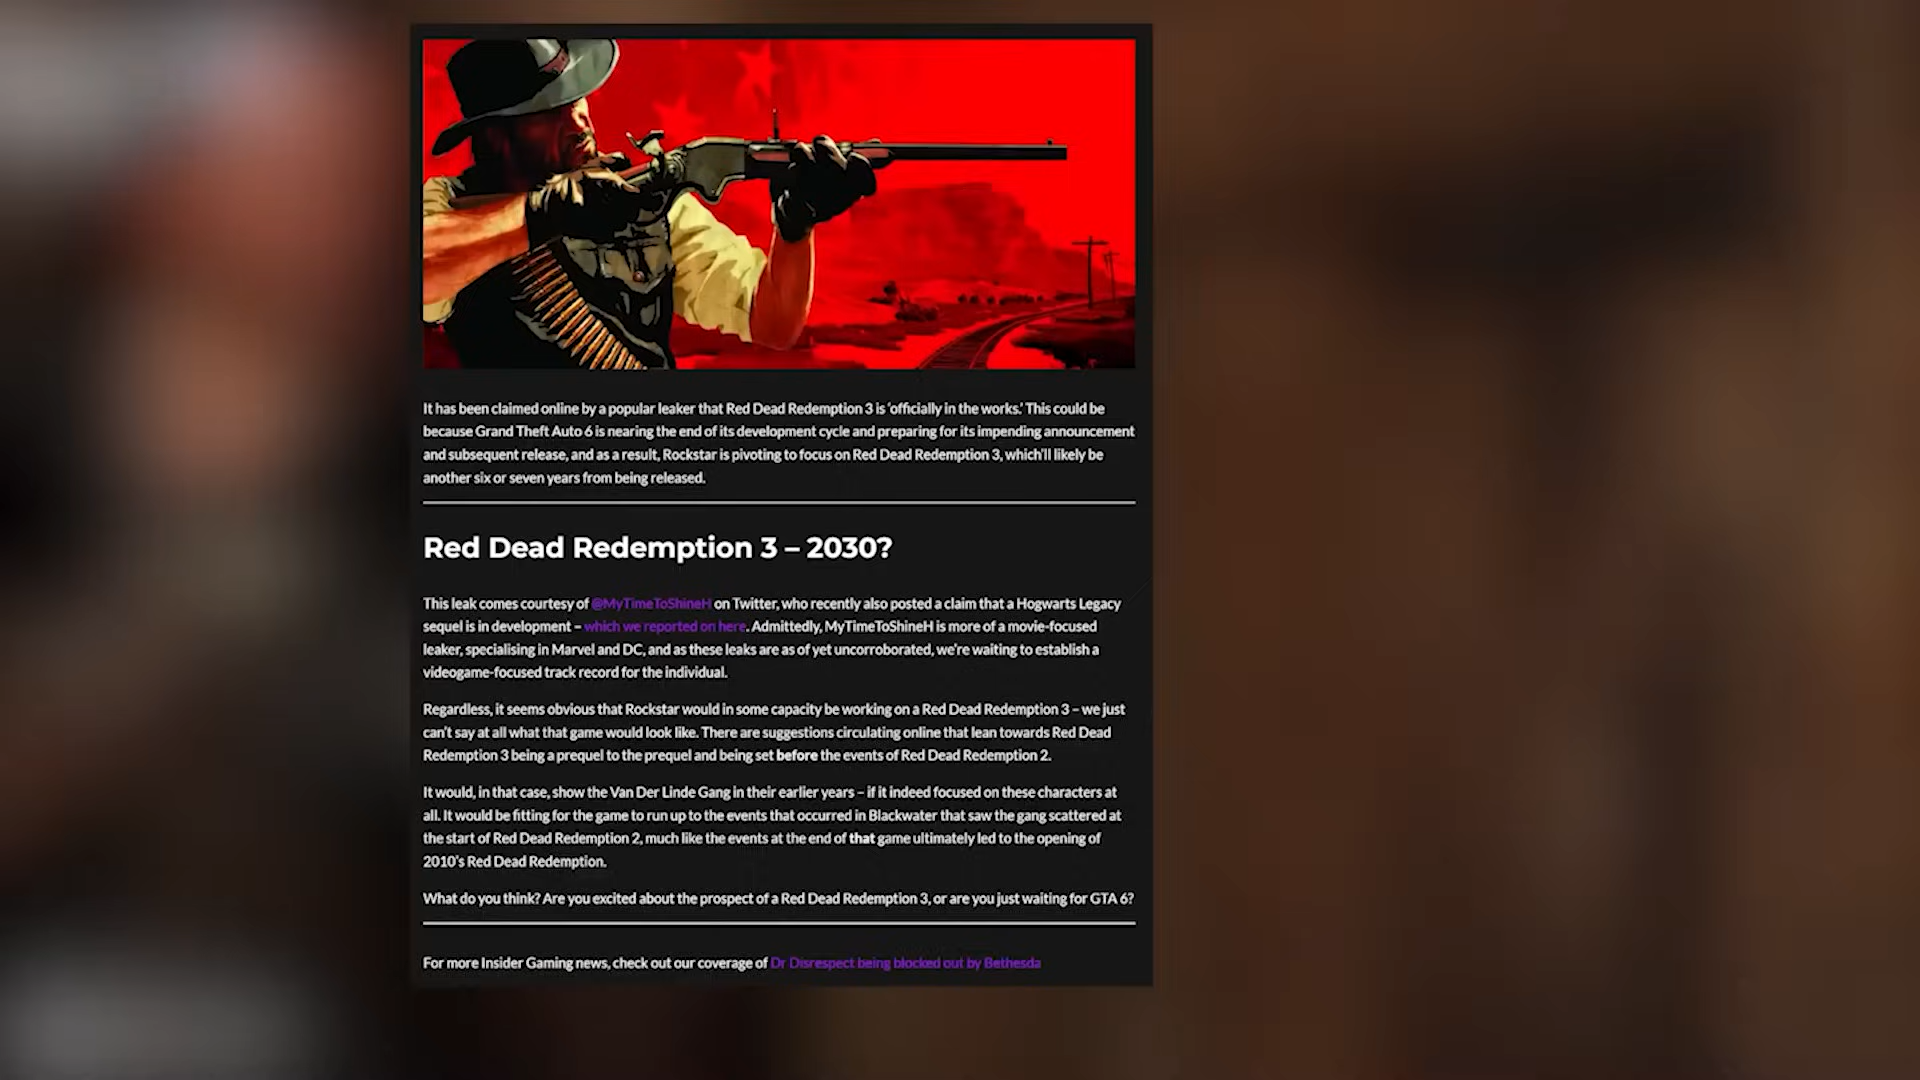 It has been claimed online by a popular leaker that Red Dead Redemption 3 is ‘officially in the works.’ This could be
because Grand Theft Auto 6 is nearing the end of its development cycle and preparing for its impending announcement
and subsequent release, and as a result, Rockstar is pivoting to focus on Red Dead Redemption 3, which’ll likely be
another six or seven years from being released.
Red Dead Redemption 3 – 2030?
This leak comes courtesy of @MyTimeToShineH on Twitter, who recently also posted a claim that a Hogwarts Legacy
sequel is in development – which we reported on here. Admittedly, MyTimeToShineH is more of a movie-focused
leaker, specialising in Marvel and DC, and as these leaks are as of yet uncorroborated, we’re waiting to establish a
videogame-focused track record for the individual.
Regardless, it seems obvious that Rockstar would in some capacity be working on a Red Dead Redemption 3 – we just
can’t say at all what that game would look like. There are suggestions circulating online that lean towards Red Dead
Redemption 3 being a prequel to the prequel and being set before the events of Red Dead Redemption 2.
It would, in that case, show the Van Der Linde Gang in their earlier years – if it indeed focused on these characters at
all. It would be fitting for the game to run up to the events that occurred in Blackwater that saw the gang scattered at
the start of Red Dead Redemption 2, much like the events at the end of that game ultimately led to the opening of
2010’s Red Dead Redemption.
What do you think? Are you excited about the prospect of a Red Dead Redemption 3, or are you just waiting for GTA 6?
For more Insider Gaming news, check out our coverage of Dr Disrespect being blocked out by Bethesda